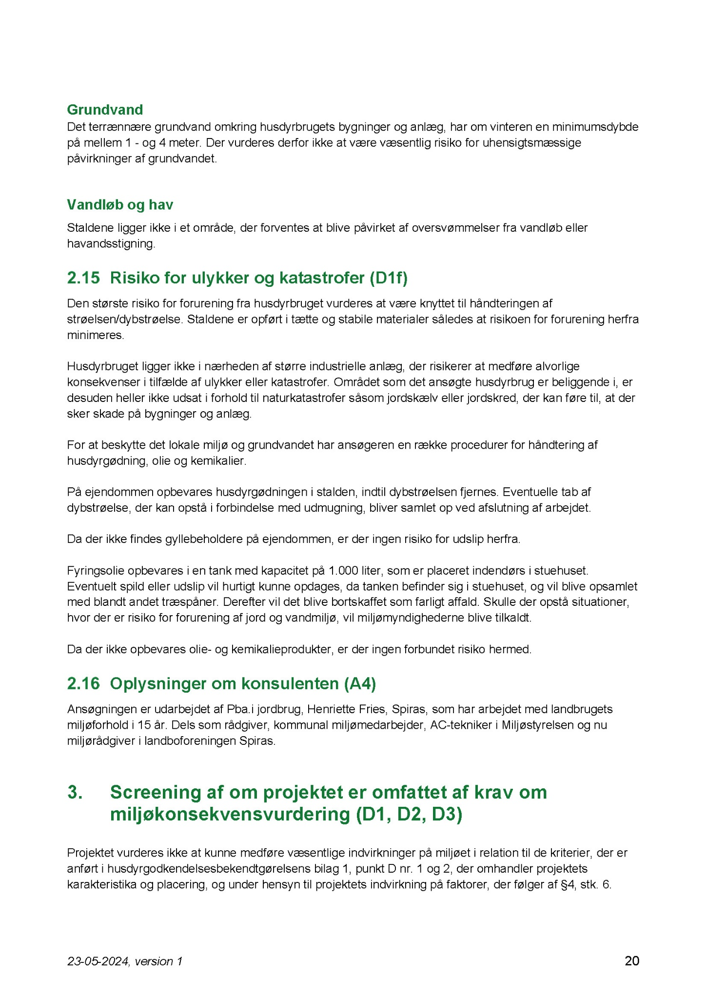 Grundvand
Det terrænnære grundvand omkring husdyrbrugets bygninger og anlæg, har om vinteren en minimumsdybde
på mellem 1 - og 4 meter. Der vurderes derfor ikke at være væsentlig risiko for uhensigtsmæssige
påvirkninger af grundvandet.
Vandløb og hav
Staldene ligger ikke i et område, der forventes at blive påvirket af oversvømmelser fra vandløb eller
havandsstigning.
2.15 Risiko for ulykker og katastrofer (D1f)
Den største risiko for forurening fra husdyrbruget vurderes at være knyttet til håndteringen af
strøelsen/dybstrøelse. Staldene er opført i tætte og stabile materialer således at risikoen for forurening herfra
minimeres.
Husdyrbruget ligger ikke i nærheden af større industrielle anlæg, der risikerer at medføre alvorlige
konsekvenser i tilfælde af ulykker eller katastrofer. Området som det ansøgte husdyrbrug er beliggende i, er
desuden heller ikke udsat i forhold til naturkatastrofer såsom jordskælv eller jordskred, der kan føre til, at der
sker skade på bygninger og anlæg.
For at beskytte det lokale miljø og grundvandet har ansøgeren en række procedurer for håndtering af
husdyrgødning, olie og kemikalier.
På ejendommen opbevares husdyrgødningen i stalden, indtil dybstrøelsen fjernes. Eventuelle tab af
dybstrøelse, der kan opstå i forbindelse med udmugning, bliver samlet op ved afslutning af arbejdet.
Da der ikke findes gyllebeholdere på ejendommen, er der ingen risiko for udslip herfra.
Fyringsolie opbevares i en tank med kapacitet på 1.000 liter, som er placeret indendørs i stuehuset.
Eventuelt spild eller udslip vil hurtigt kunne opdages, da tanken befinder sig i stuehuset, og vil blive opsamlet
med blandt andet træspåner. Derefter vil det blive bortskaffet som farligt affald. Skulle der opstå situationer,
hvor der er risiko for forurening af jord og vandmiljø, vil miljømyndighederne blive tilkaldt.
Da der ikke opbevares olie- og kemikalieprodukter, er der ingen forbundet risiko hermed.
2.16 Oplysninger om konsulenten (A4)
Ansøgningen er udarbejdet af Pba.i jordbrug, Henriette Fries, Spiras, som har arbejdet med landbrugets
miljøforhold i 15 år. Dels som rådgiver, kommunal miljømedarbejder, AC-tekniker i Miljøstyrelsen og nu
miljørådgiver i landboforeningen Spiras.
3. Screening af om projektet er omfattet af krav om
miljøkonsekvensvurdering (D1, D2, D3)
Projektet vurderes ikke at kunne medføre væsentlige indvirkninger på miljøet i relation til de kriterier, der er
anført i husdyrgodkendelsesbekendtgørelsens bilag 1, punkt D nr. 1 og 2, der omhandler projektets
karakteristika og placering, og under hensyn til projektets indvirkning på faktorer, der følger af §4, stk. 6.
23-05-2024, version 1 20